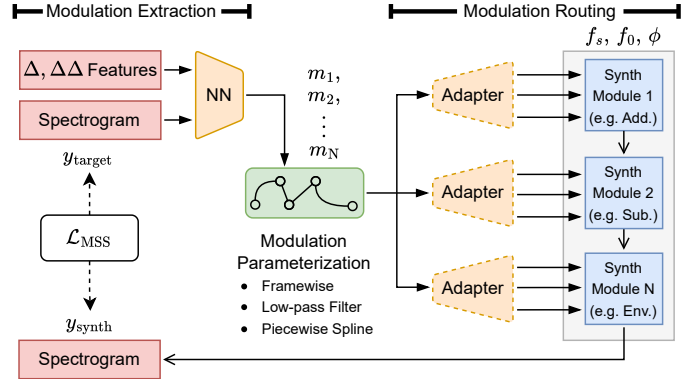 Modulation Extraction
Modulation Routing
Δ, ΔΔ Features
Spectrogram
NN
y_target
ℒ_MSS
y_synth
Spectrogram
m_1,
m_2,
⋮
m_N
Modulation
Parameterization
• Framewise
• Low-pass Filter
• Piecewise Spline
Adapter
Adapter
Adapter
f_s, f_0, ϕ
Synth
Module 1
(e.g. Add.)
Synth
Module 2
(e.g. Sub.)
Synth
Module N
(e.g. Env.)